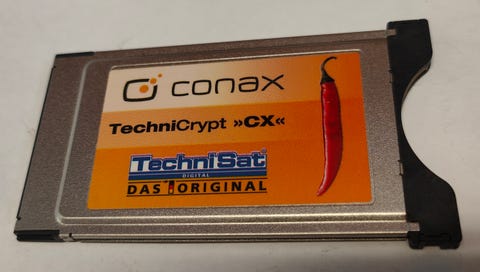 conax
TechniCrypt »CX«
TechniSat
DIGITAL
DAS ORIGINAL